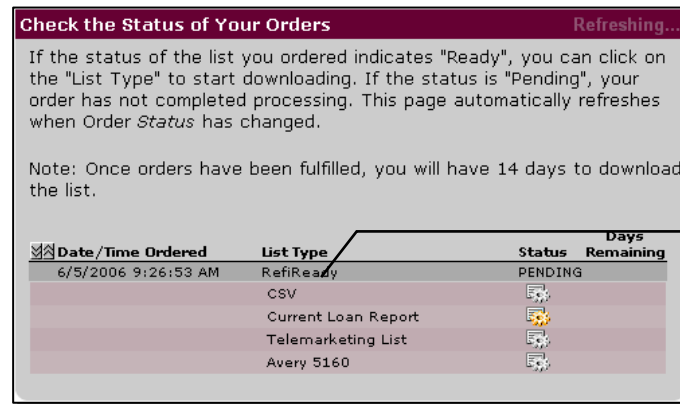 Check the Status of Your Orders Refreshing...
If the status of the list you ordered indicates "Ready", you can click on
the "List Type" to start downloading. If the status is "Pending", your
order has not completed processing. This page automatically refreshes
when Order Status has changed.
Note: Once orders have been fulfilled, you will have 14 days to download
the list.
Date/Time Ordered List Type Status Days Remaining
6/5/2006 9:26:53 AM RefiReady PENDING
CSV
Current Loan Report
Telemarketing List
Avery 5160